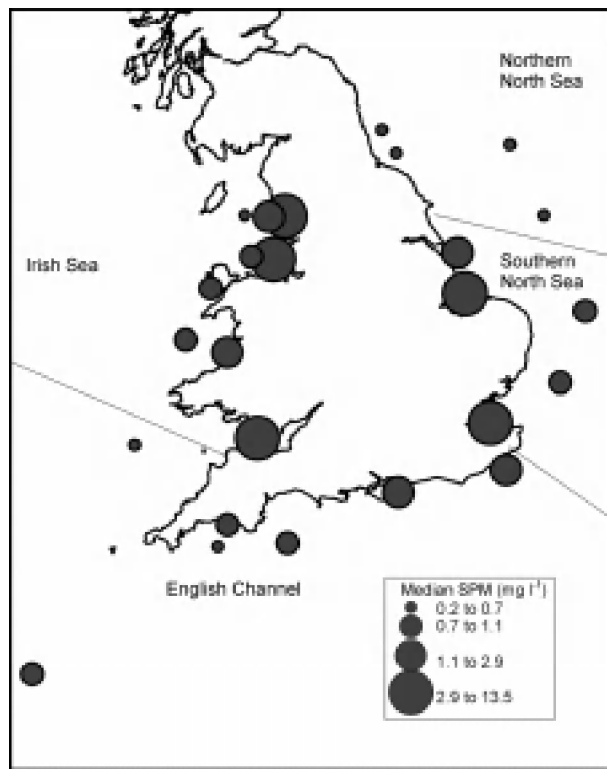 Northern
North Sea
Irish Sea
Southern
North Sea
English Channel
Median SPM (mg l⁻¹)
0.2 to 0.7
0.7 to 1.1
1.1 to 2.9
2.9 to 13.5